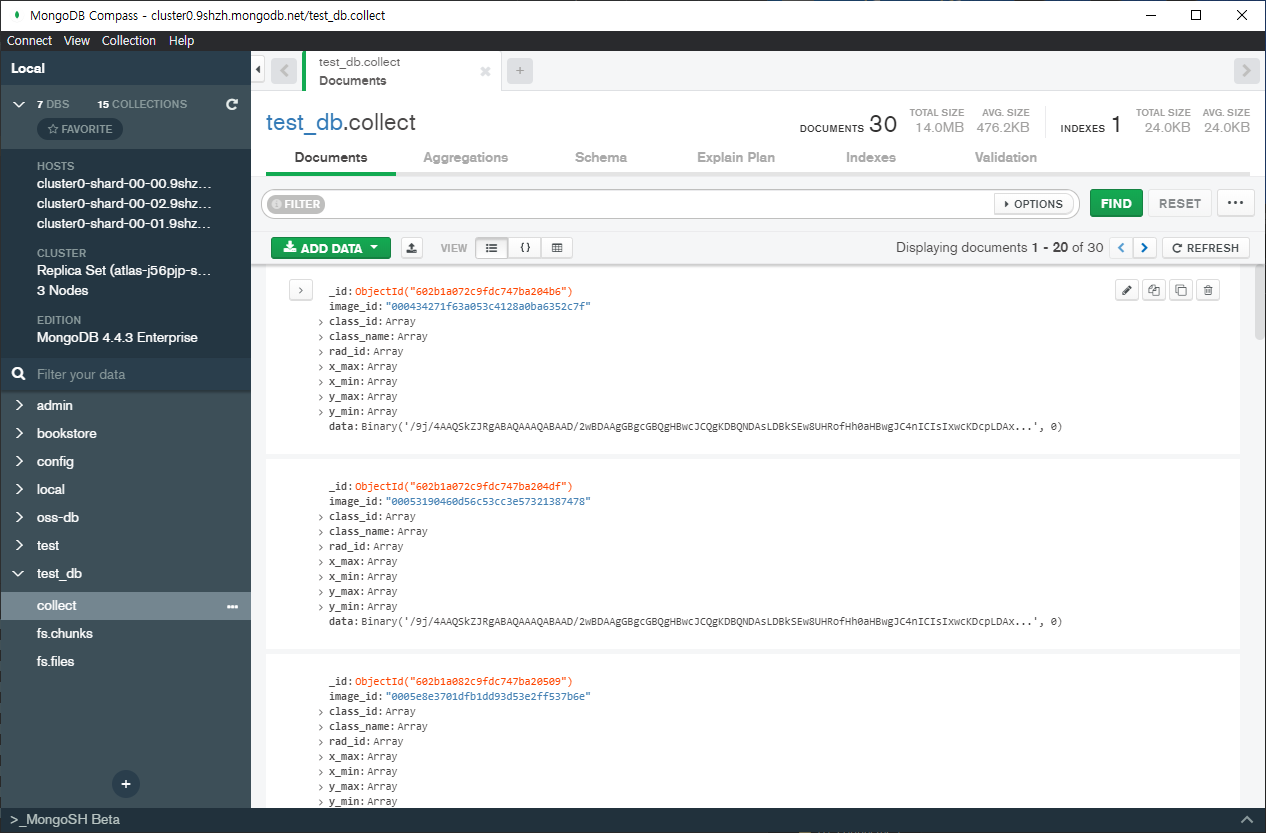 MongoDB Compass - cluster0.9shzh.mongodb.net/test_db.collect
Connect View Collection Help
Local
7 DBS 15 COLLECTIONS
FAVORITE
HOSTS
cluster0-shard-00-00.9shz...
cluster0-shard-00-02.9shz...
cluster0-shard-00-01.9shz...
CLUSTER
Replica Set (atlas-j56pjp-s...
3 Nodes
EDITION
MongoDB 4.4.3 Enterprise
Filter your data
admin
bookstore
config
local
oss-db
test
test_db
collect
fs.chunks
fs.files
>_MongoSH Beta
test_db.collect
Documents
test_db.collect
DOCUMENTS 30 TOTAL SIZE 14.0MB AVG. SIZE 476.2KB INDEXES 1 TOTAL SIZE 24.0KB AVG. SIZE 24.0KB
Documents Aggregations Schema Explain Plan Indexes Validation
FILTER OPTIONS FIND RESET ...
ADD DATA VIEW {} Displaying documents 1 - 20 of 30 REFRESH
_id: ObjectId("602b1a072c9fdc747ba204b6")
image_id: "000434271f63a053c4128a0ba6352c7f"
class_id: Array
class_name: Array
rad_id: Array
x_max: Array
x_min: Array
y_max: Array
y_min: Array
data: Binary('/9j/4AAQSkZJRgABAQAAAQABAAD/2wBDAAgGBgcGBQgHBwcJCQgKDBQNDAsLDBkSEw8UHRofHh0aHBwgJC4nICIsIxwcKDcpLDAx...', 0)
_id: ObjectId("602b1a072c9fdc747ba204df")
image_id: "00053190460d56c53cc3e57321387478"
class_id: Array
class_name: Array
rad_id: Array
x_max: Array
x_min: Array
y_max: Array
y_min: Array
data: Binary('/9j/4AAQSkZJRgABAQAAAQABAAD/2wBDAAgGBgcGBQgHBwcJCQgKDBQNDAsLDBkSEw8UHRofHh0aHBwgJC4nICIsIxwcKDcpLDAx...', 0)
_id: ObjectId("602b1a082c9fdc747ba20509")
image_id: "0005e8e3701dfb1dd93d53e2ff537b6e"
class_id: Array
class_name: Array
rad_id: Array
x_max: Array
x_min: Array
y_max: Array
y_min: Array